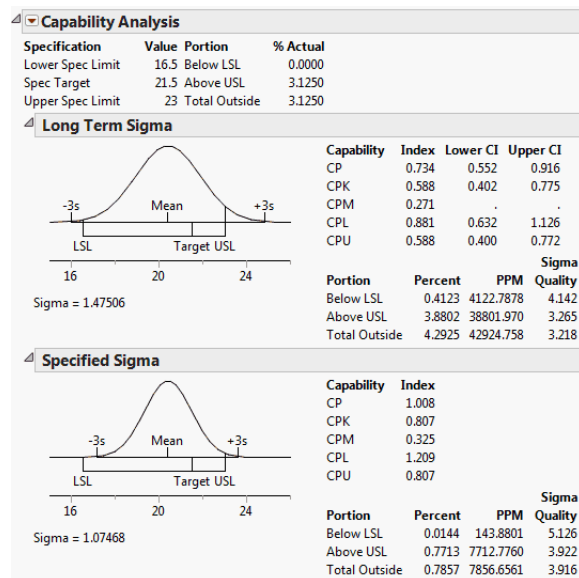 Capability Analysis
Specification Value Portion % Actual
Lower Spec Limit 16.5 Below LSL 0.0000
Spec Target 21.5 Above USL 3.1250
Upper Spec Limit 23 Total Outside 3.1250
Long Term Sigma
-3s Mean +3s
LSL Target USL
16 20 24
Sigma = 1.47506
Capability Index Lower CI Upper CI
CP 0.734 0.552 0.916
CPK 0.588 0.402 0.775
CPM 0.271 . .
CPL 0.881 0.632 1.126
CPU 0.588 0.400 0.772
Sigma
Portion Percent PPM Quality
Below LSL 0.4123 4122.7878 4.142
Above USL 3.8802 38801.970 3.265
Total Outside 4.2925 42924.758 3.218
Specified Sigma
-3s Mean +3s
LSL Target USL
16 20 24
Sigma = 1.07468
Capability Index
CP 1.008
CPK 0.807
CPM 0.325
CPL 1.209
CPU 0.807
Sigma
Portion Percent PPM Quality
Below LSL 0.0144 143.8801 5.126
Above USL 0.7713 7712.7760 3.922
Total Outside 0.7857 7856.6561 3.916